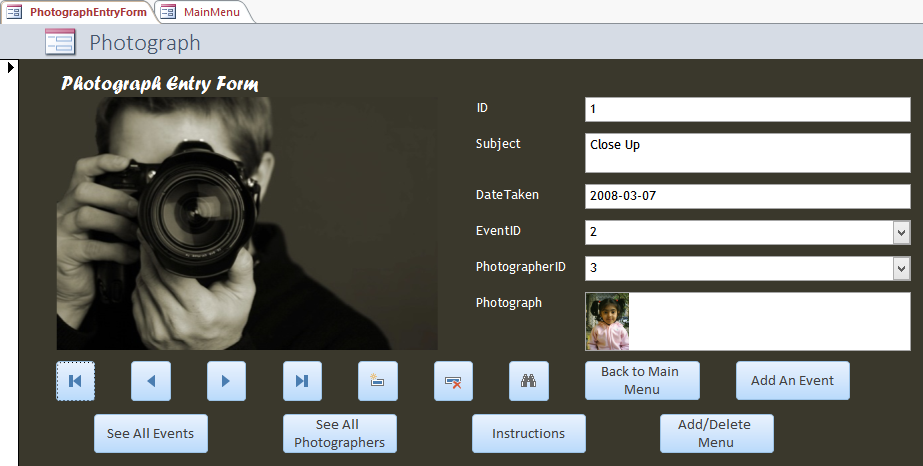 PhotographEntryForm
MainMenu
Photograph
Photograph Entry Form
ID
1
Subject
Close Up
DateTaken
2008-03-07
EventID
2
PhotographerID
3
Photograph
Back to Main
Menu
Add An Event
See All Events
See All
Photographers
Instructions
Add/Delete
Menu